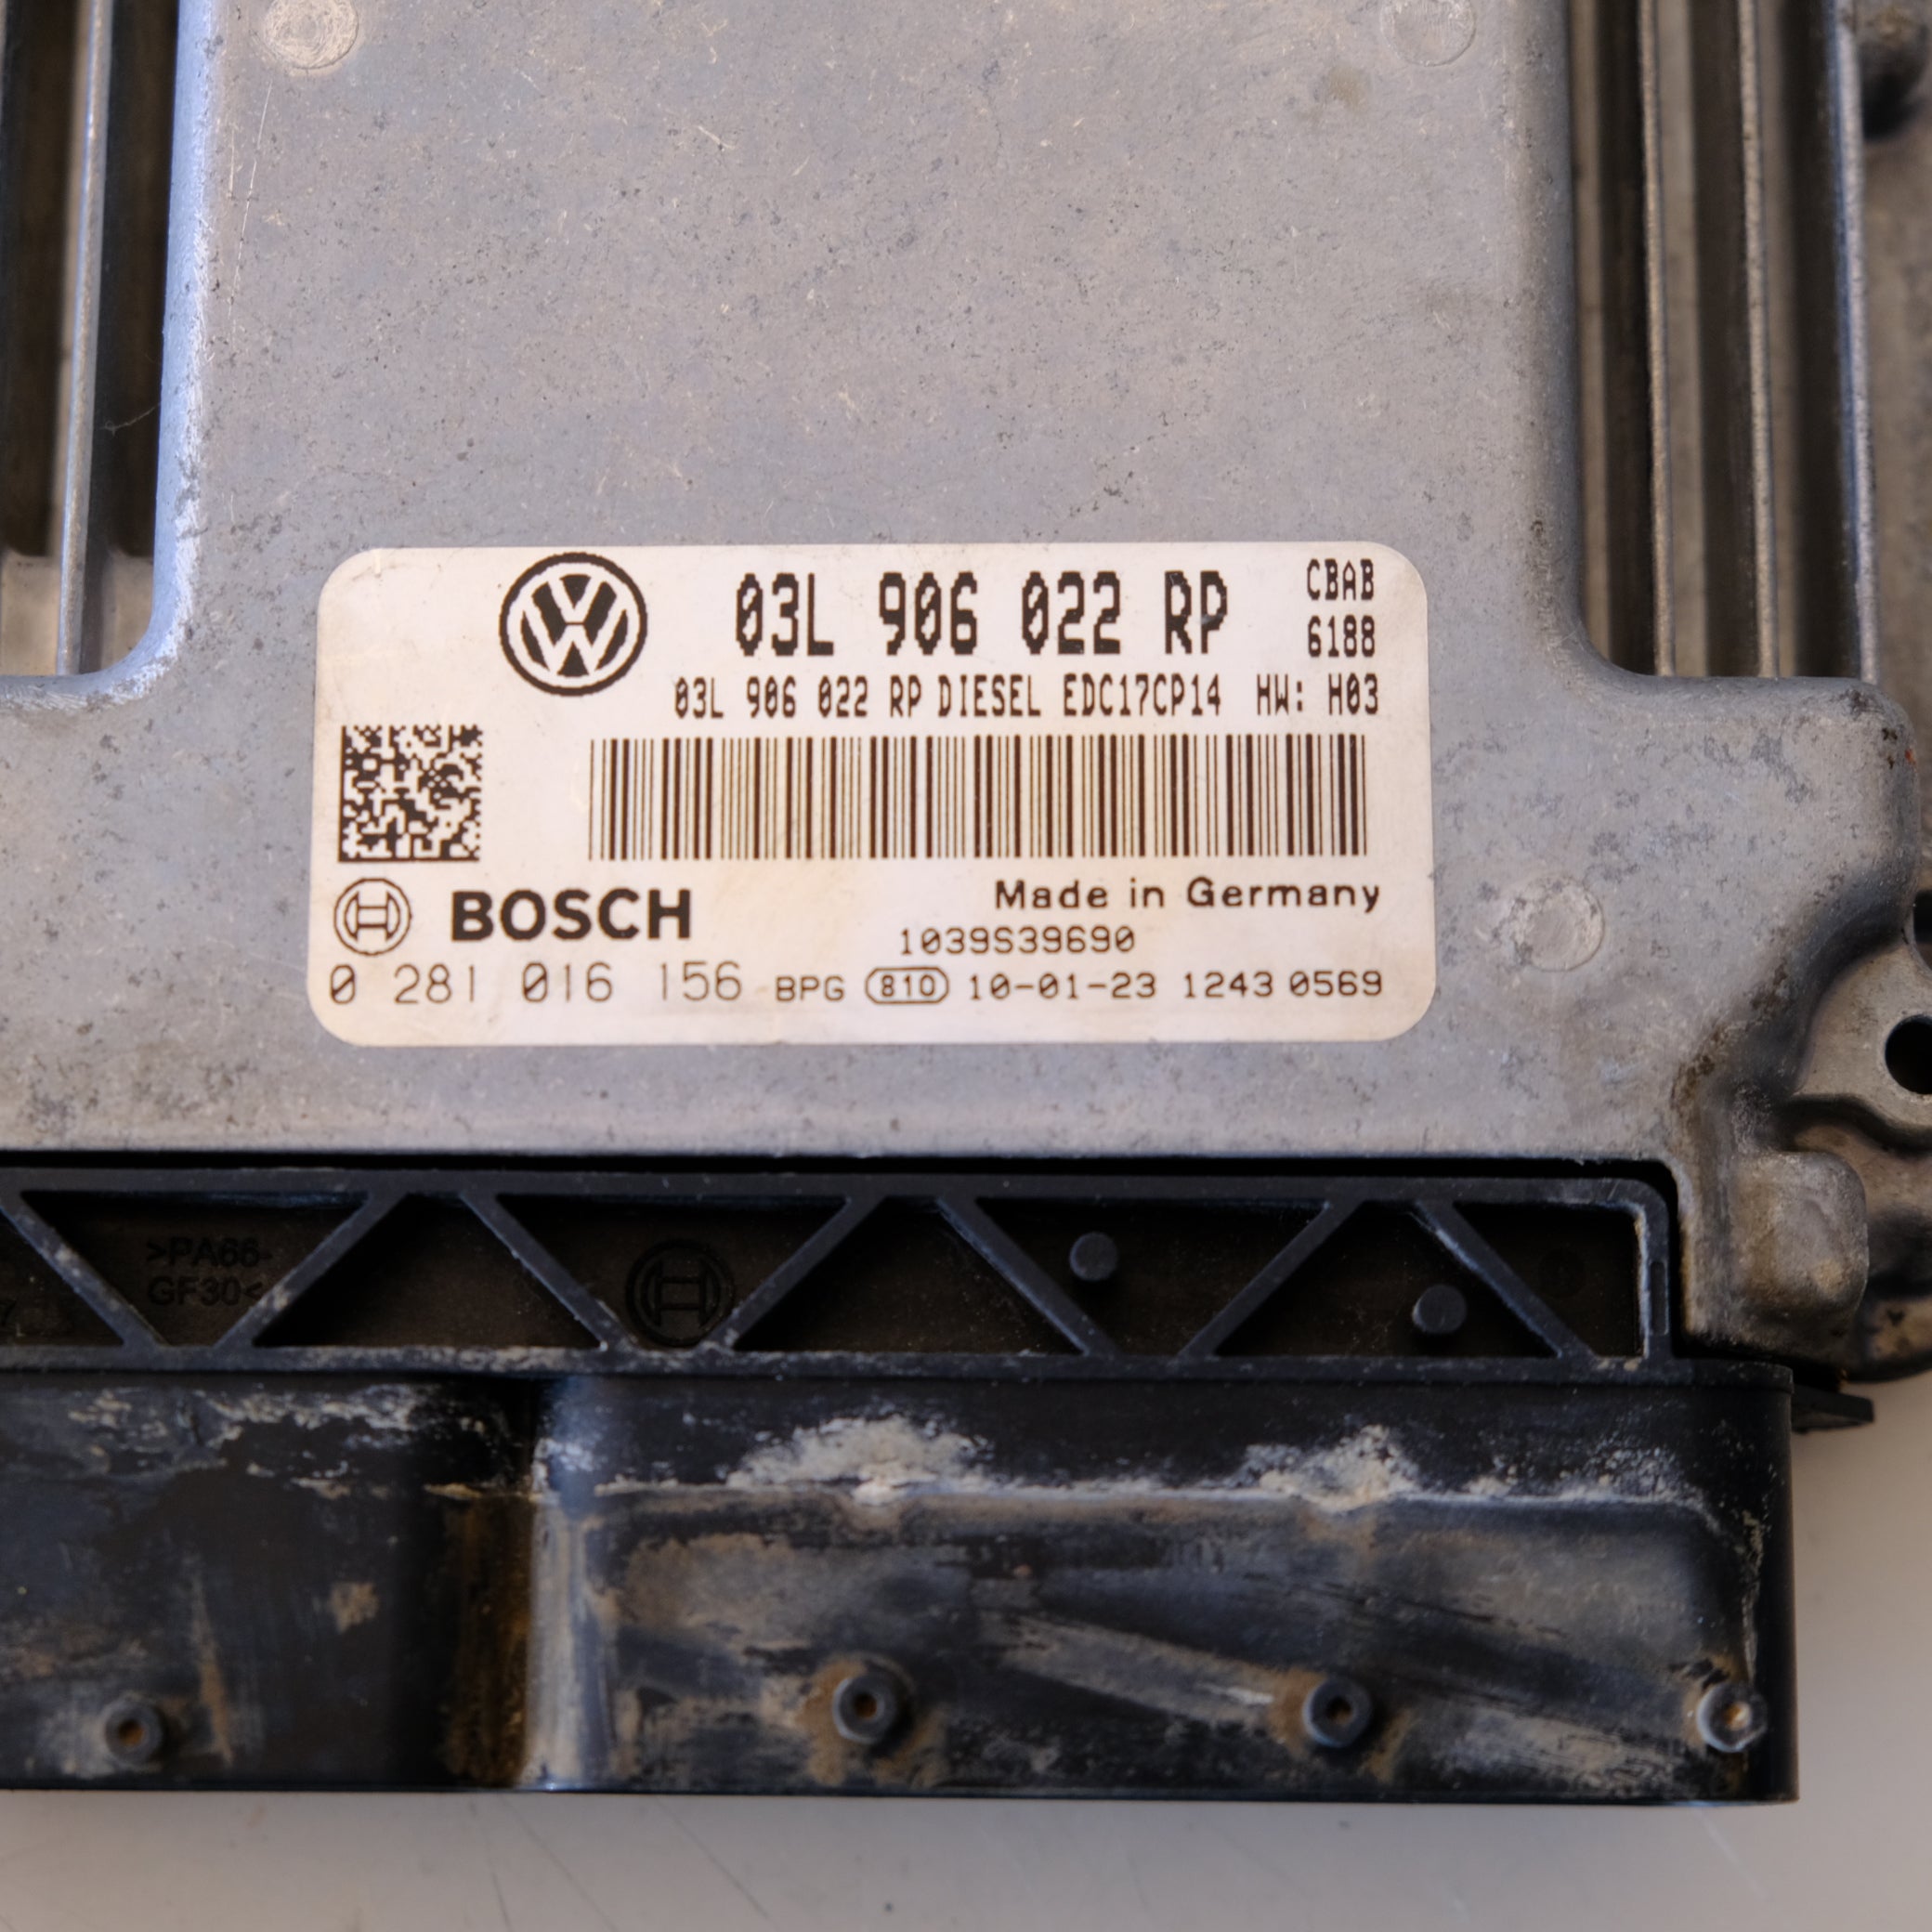 03L 906 022 RP CBAB
6188
03L 906 022 RP DIESEL EDC17CP14 HW: H03
BOSCH
Made in Germany
1039S39690
0 281 016 156 BPG 810 10-01-23 1243 0569
>PA66-
GF30<